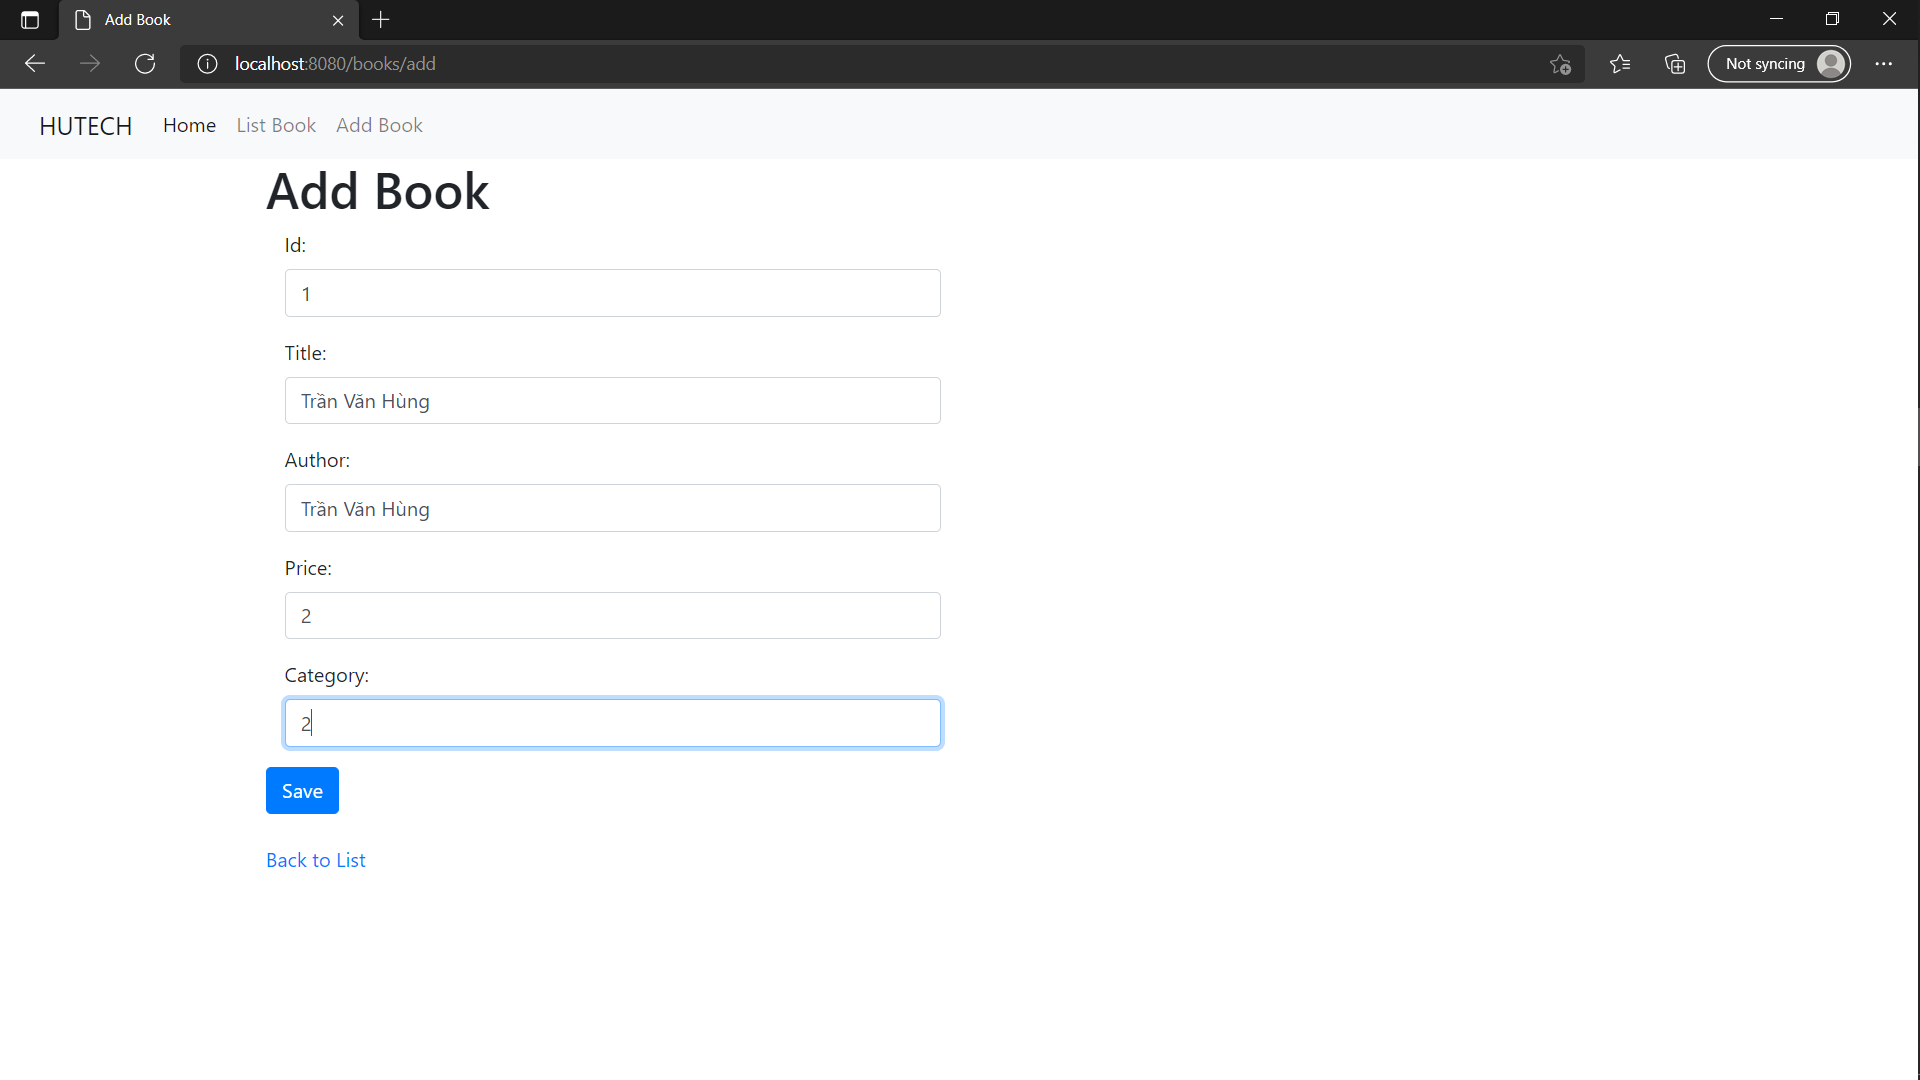 Add Book
localhost:8080/books/add
Not syncing
HUTECH Home List Book Add Book
Add Book
Id:
1
Title:
Trần Văn Hùng
Author:
Trần Văn Hùng
Price:
2
Category:
2
Save
Back to List